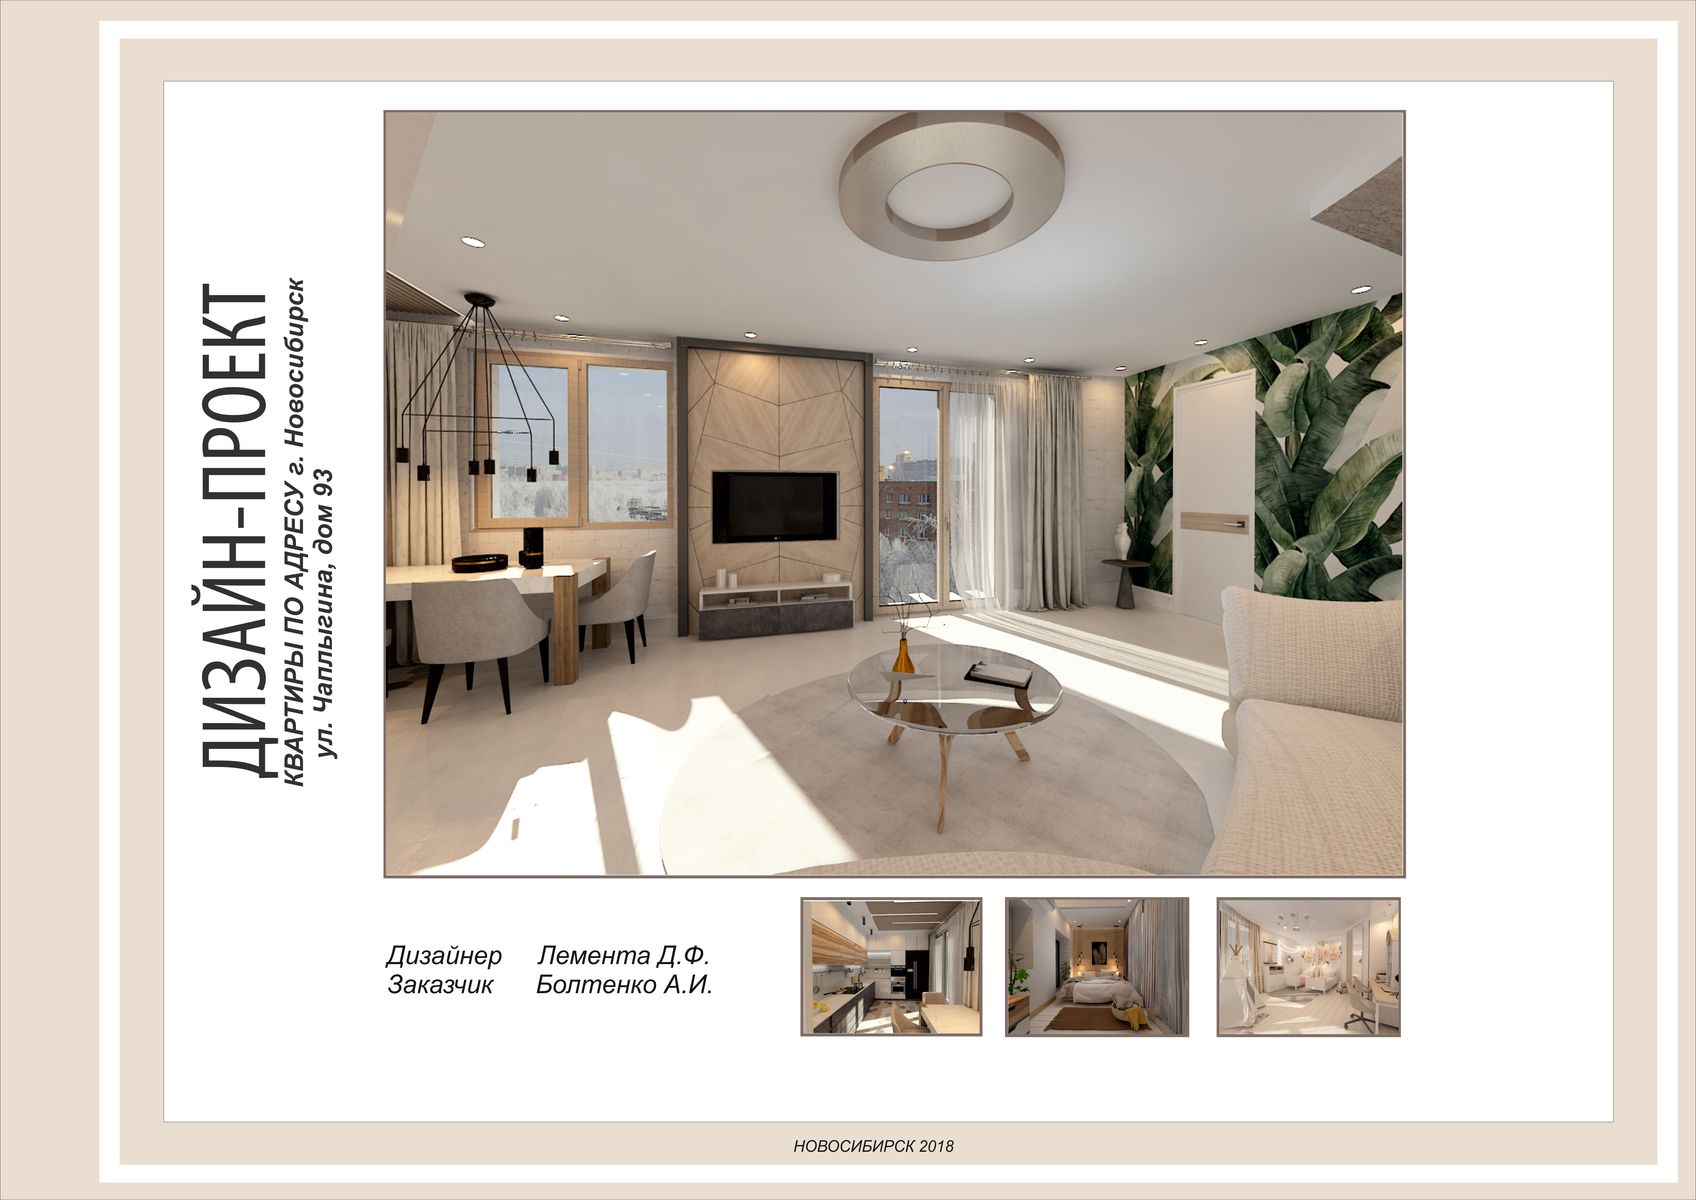 ДИЗАЙН-ПРОЕКТ
КВАРТИРЫ ПО АДРЕСУ г. Новосибирск
ул. Чаплыгина, дом 93
Дизайнер Лемента Д.Ф.
Заказчик Болтенко А.И.
НОВОСИБИРСК 2018